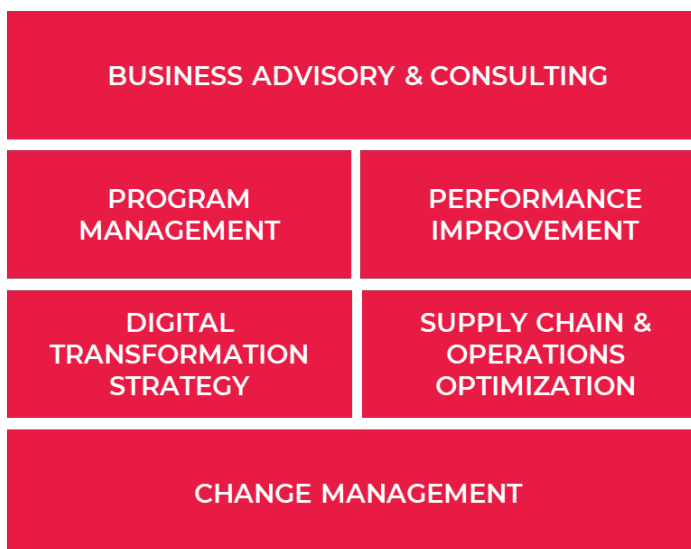 BUSINESS ADVISORY & CONSULTING
PROGRAM
MANAGEMENT
PERFORMANCE
IMPROVEMENT
DIGITAL
TRANSFORMATION
STRATEGY
SUPPLY CHAIN &
OPERATIONS
OPTIMIZATION
CHANGE MANAGEMENT